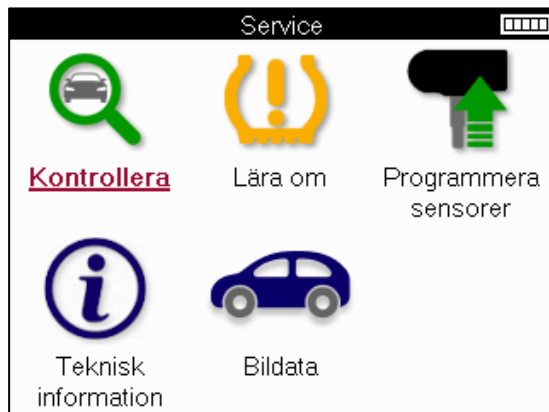 Service
Kontrollera
Lära om
Programmera
sensorer
Teknisk
information
Bildata